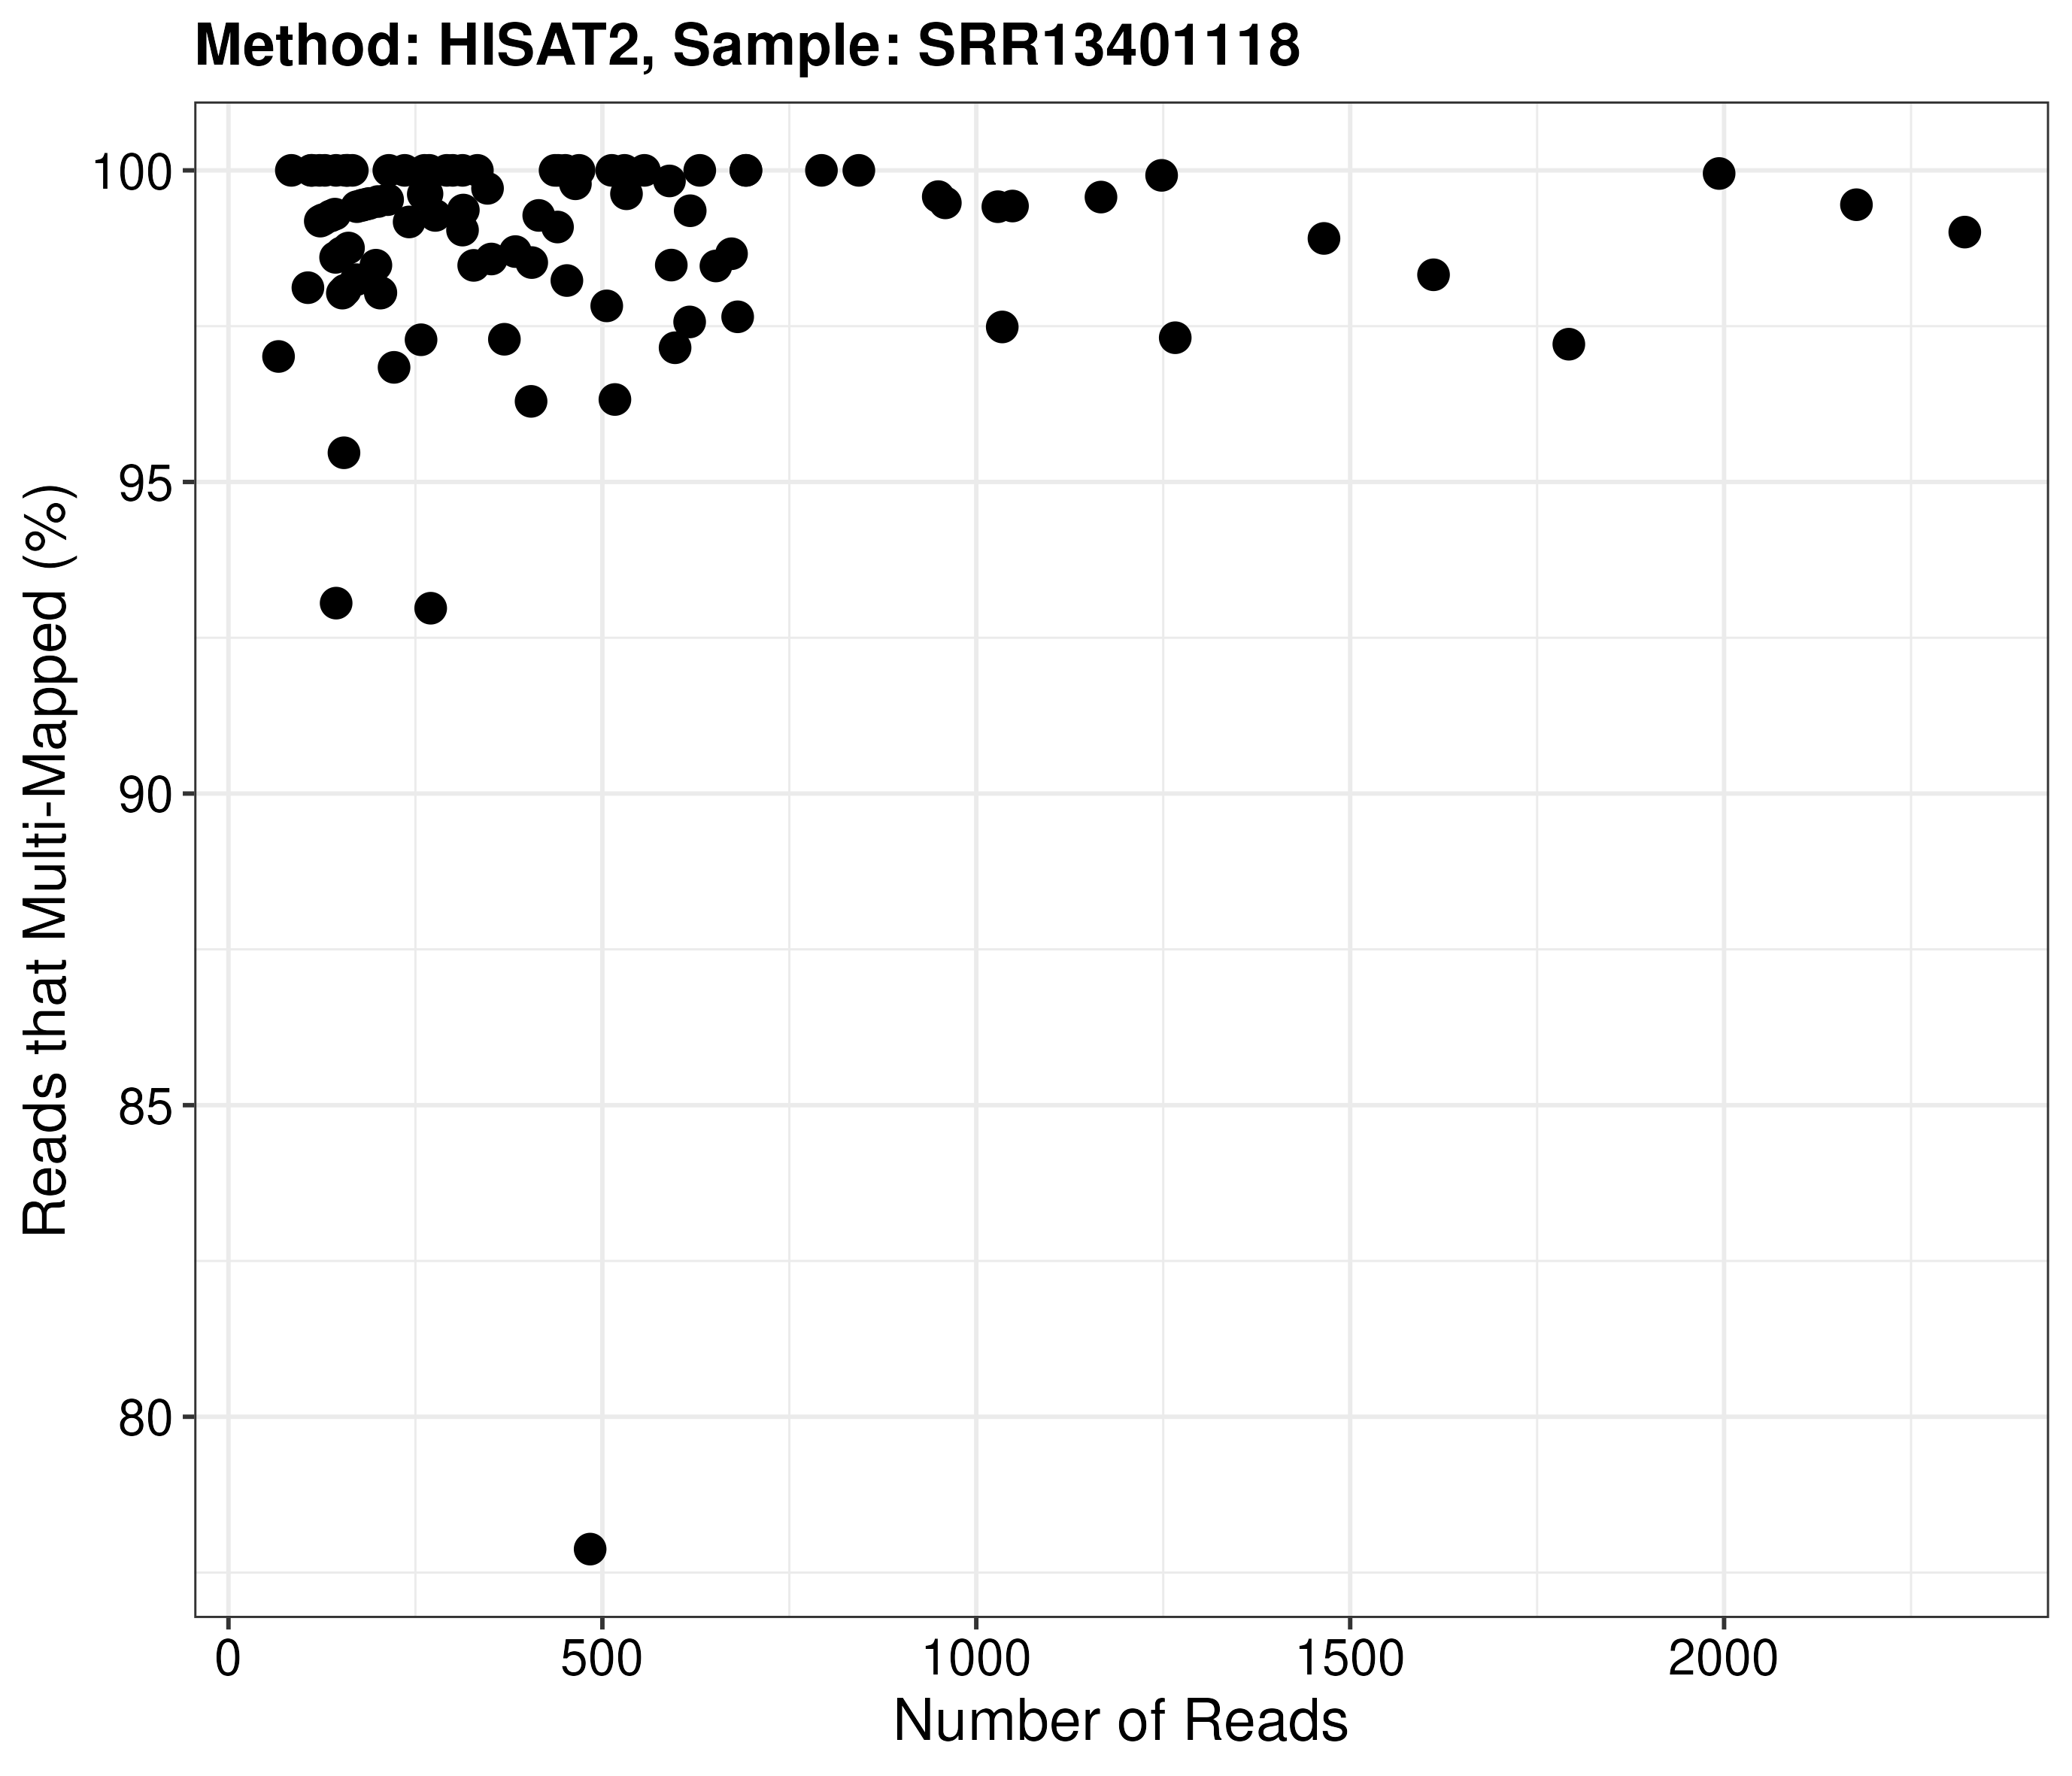 Method: HISAT2, Sample: SRR13401118
Reads that Multi-Mapped (%)
100
95
90
85
80
0 500 1000 1500 2000
Number of Reads